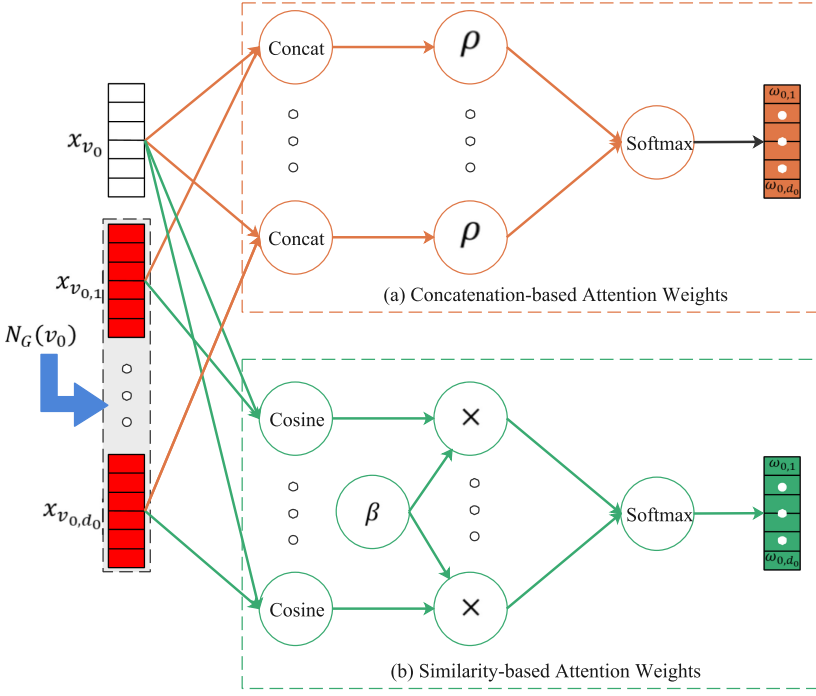 x_{v_0}
x_{v_{0,1}}
N_G(v_0)
x_{v_{0,d_0}}
Concat
ρ
Concat
ρ
Softmax
ω_{0,1}
ω_{0,d_0}
(a) Concatenation-based Attention Weights
Cosine
×
β
Cosine
×
Softmax
ω_{0,1}
ω_{0,d_0}
(b) Similarity-based Attention Weights